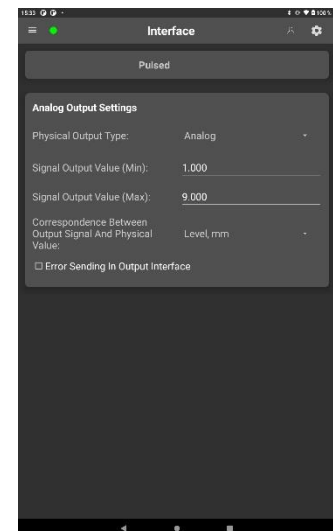 15:33
100%
Interface
Pulsed
Analog Output Settings
Physical Output Type: Analog
Signal Output Value (Min): 1.000
Signal Output Value (Max): 9.000
Correspondence Between
Output Signal And Physical Level, mm
Value:
Error Sending In Output Interface